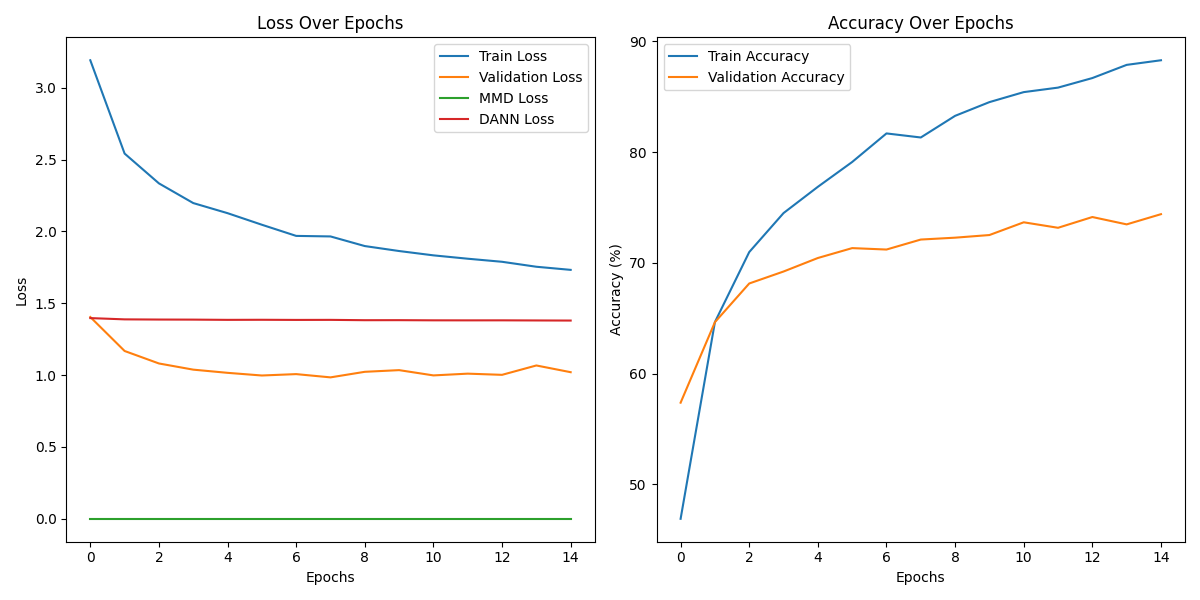 Loss Over Epochs
Train Loss
Validation Loss
MMD Loss
DANN Loss
3.0
2.5
2.0
1.5
1.0
0.5
0.0
Loss
0 2 4 6 8 10 12 14
Epochs
Accuracy Over Epochs
Train Accuracy
Validation Accuracy
90
80
70
60
50
Accuracy (%)
0 2 4 6 8 10 12 14
Epochs